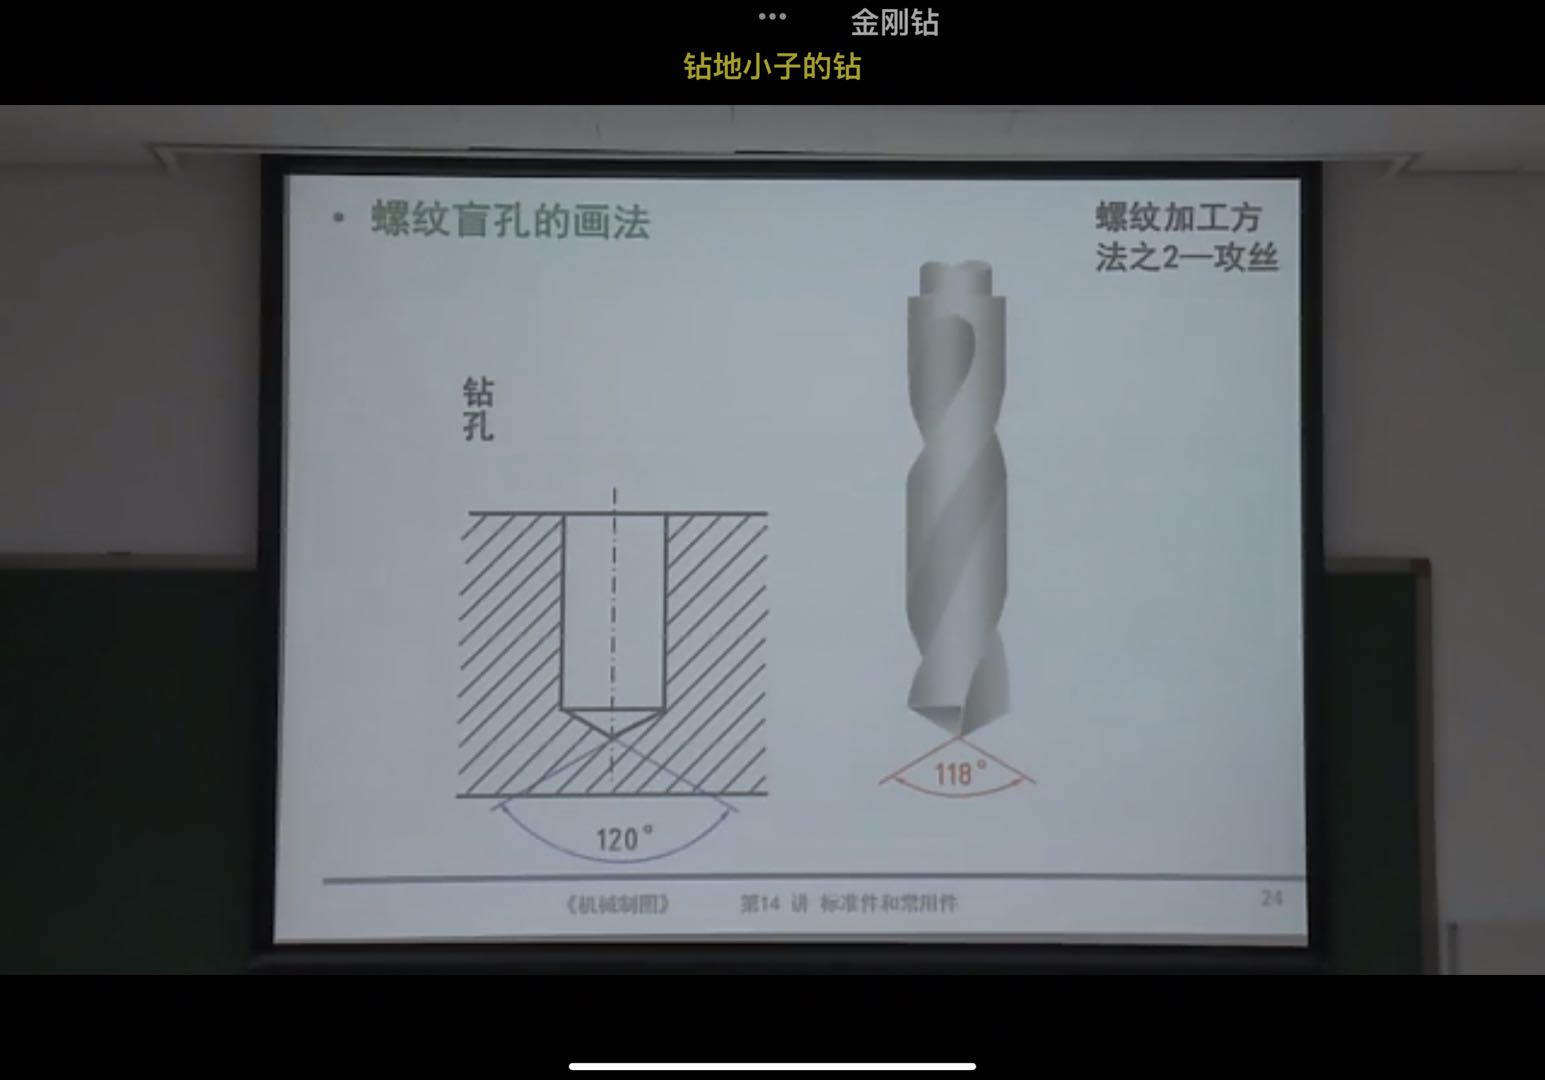 金刚钻
钻地小子的钻
• 螺纹盲孔的画法
螺纹加工方
法之2—攻丝
钻
孔
118°
120°
《机械制图》 第14 讲 标准件和常用件
24